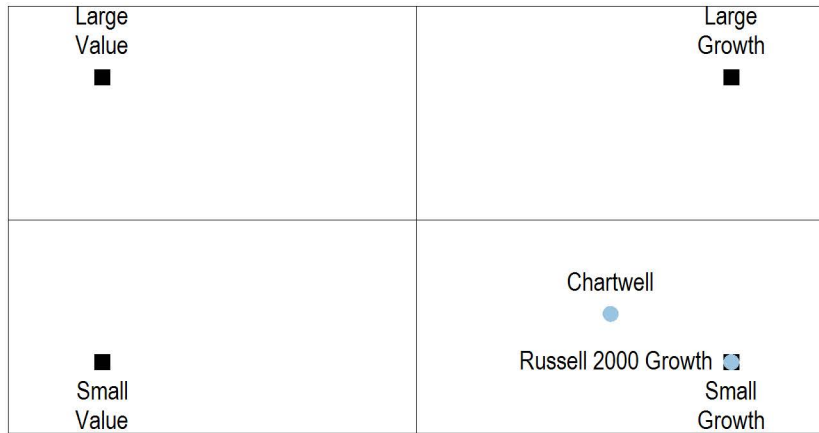 Large
Value
Large
Growth
Chartwell
Russell 2000 Growth
Small
Value
Small
Growth